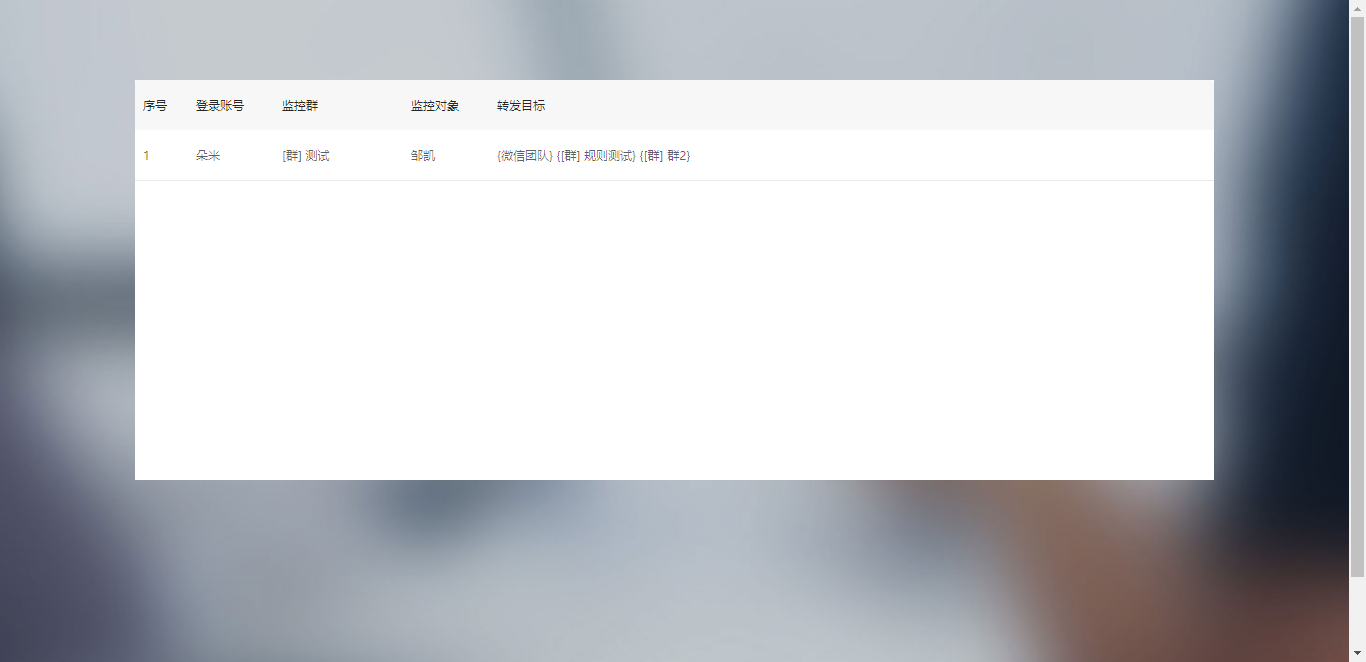 序号 登录账号 监控群 监控对象 转发目标
1 朵米 [群] 测试 邹凯 {微信团队} {[群] 规则测试} {[群] 群2}